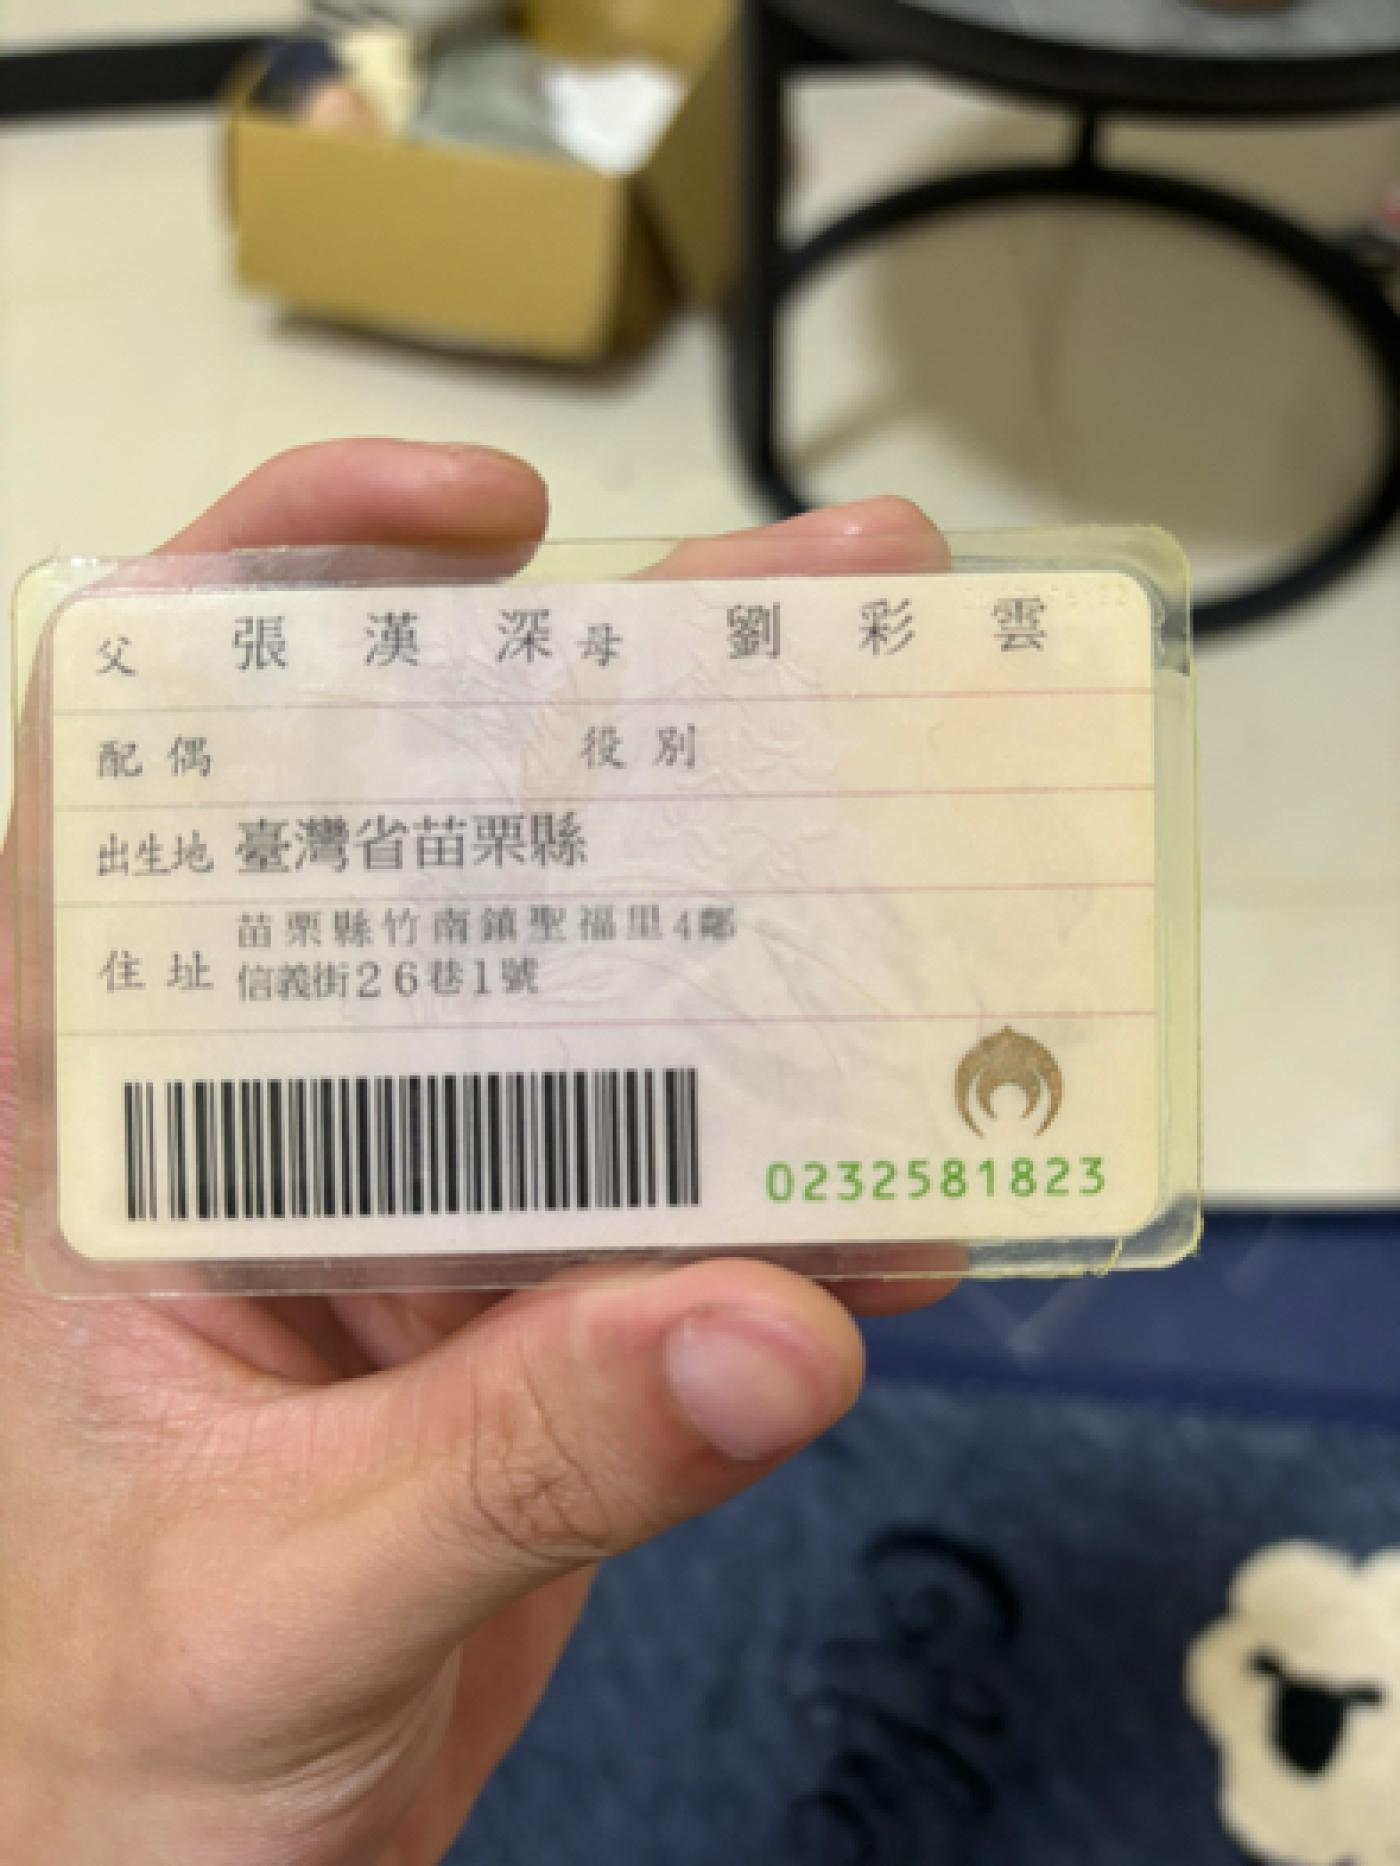 父 張漢深 母 劉彩雲
配偶 役別
出生地 臺灣省苗栗縣
住址 苗栗縣竹南鎮聖福里4鄰
信義街26巷1號
0232581823